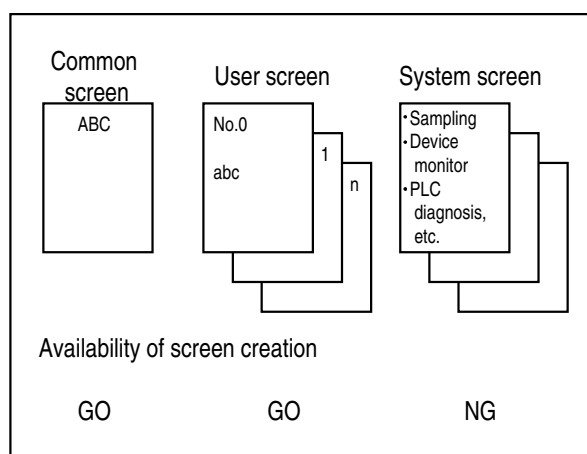 Common
screen
User screen
System screen
ABC
No.0
abc
1
n
・Sampling
・Device
monitor
・PLC
diagnosis,
etc.
Availability of screen creation
GO
GO
NG